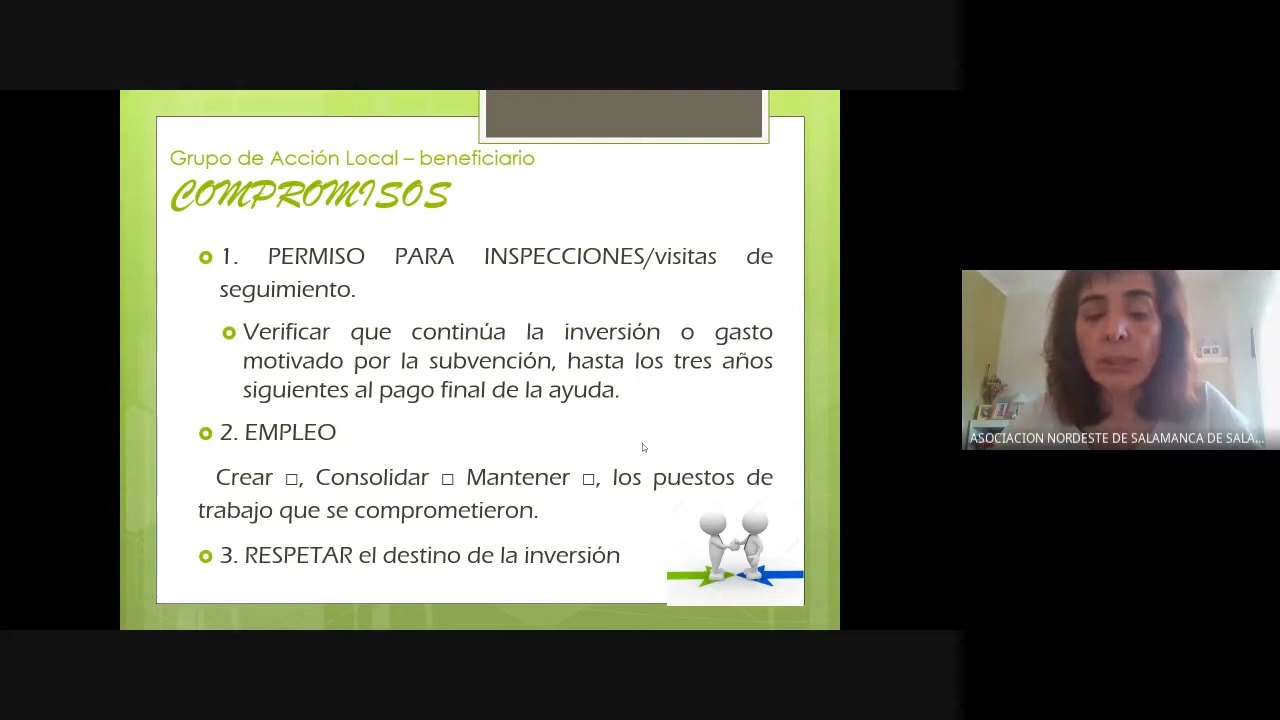 Grupo de Acción Local – beneficiario
COMPROMISOS
1. PERMISO PARA INSPECCIONES/visitas de
seguimiento.
Verificar que continúa la inversión o gasto
motivado por la subvención, hasta los tres años
siguientes al pago final de la ayuda.
2. EMPLEO
Crear □, Consolidar □ Mantener □, los puestos de
trabajo que se comprometieron.
3. RESPETAR el destino de la inversión
ASOCIACION NORDESTE DE SALAMANCA DE SALA...